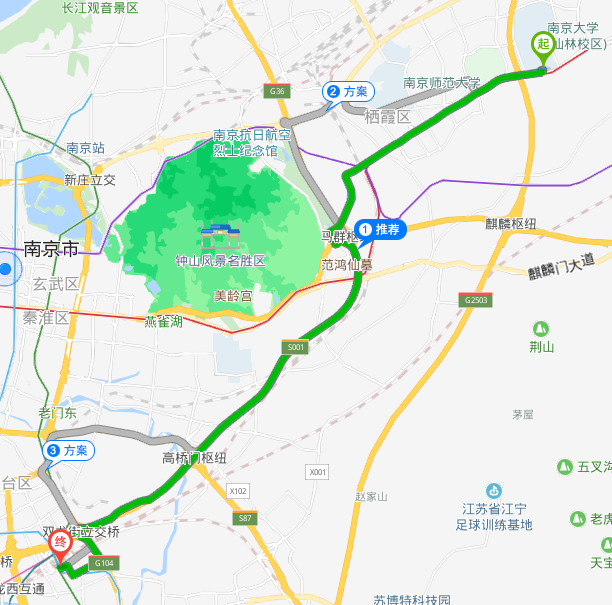 长江观音景区
南京大学
仙林校区)
起
南京师范大学
G36
2 方案
栖霞区
南京抗日航空
烈士纪念馆
南京站
新庄立交
南京市
1 推荐
马群枢
麒麟枢纽
钟山风景名胜区
范鸿仙墓
麒麟门大道
玄武区
美龄宫
G2503
秦淮区
燕雀湖
荆山
S001
老门东
茅屋
3 方案
高桥门枢纽
五叉沟
台区
X002
X102
赵家山
江苏省江宁
足球训练基地
S87
老虎
双龙街立交桥
终
桥
G104
天宝
龙西互通
苏博特科技园